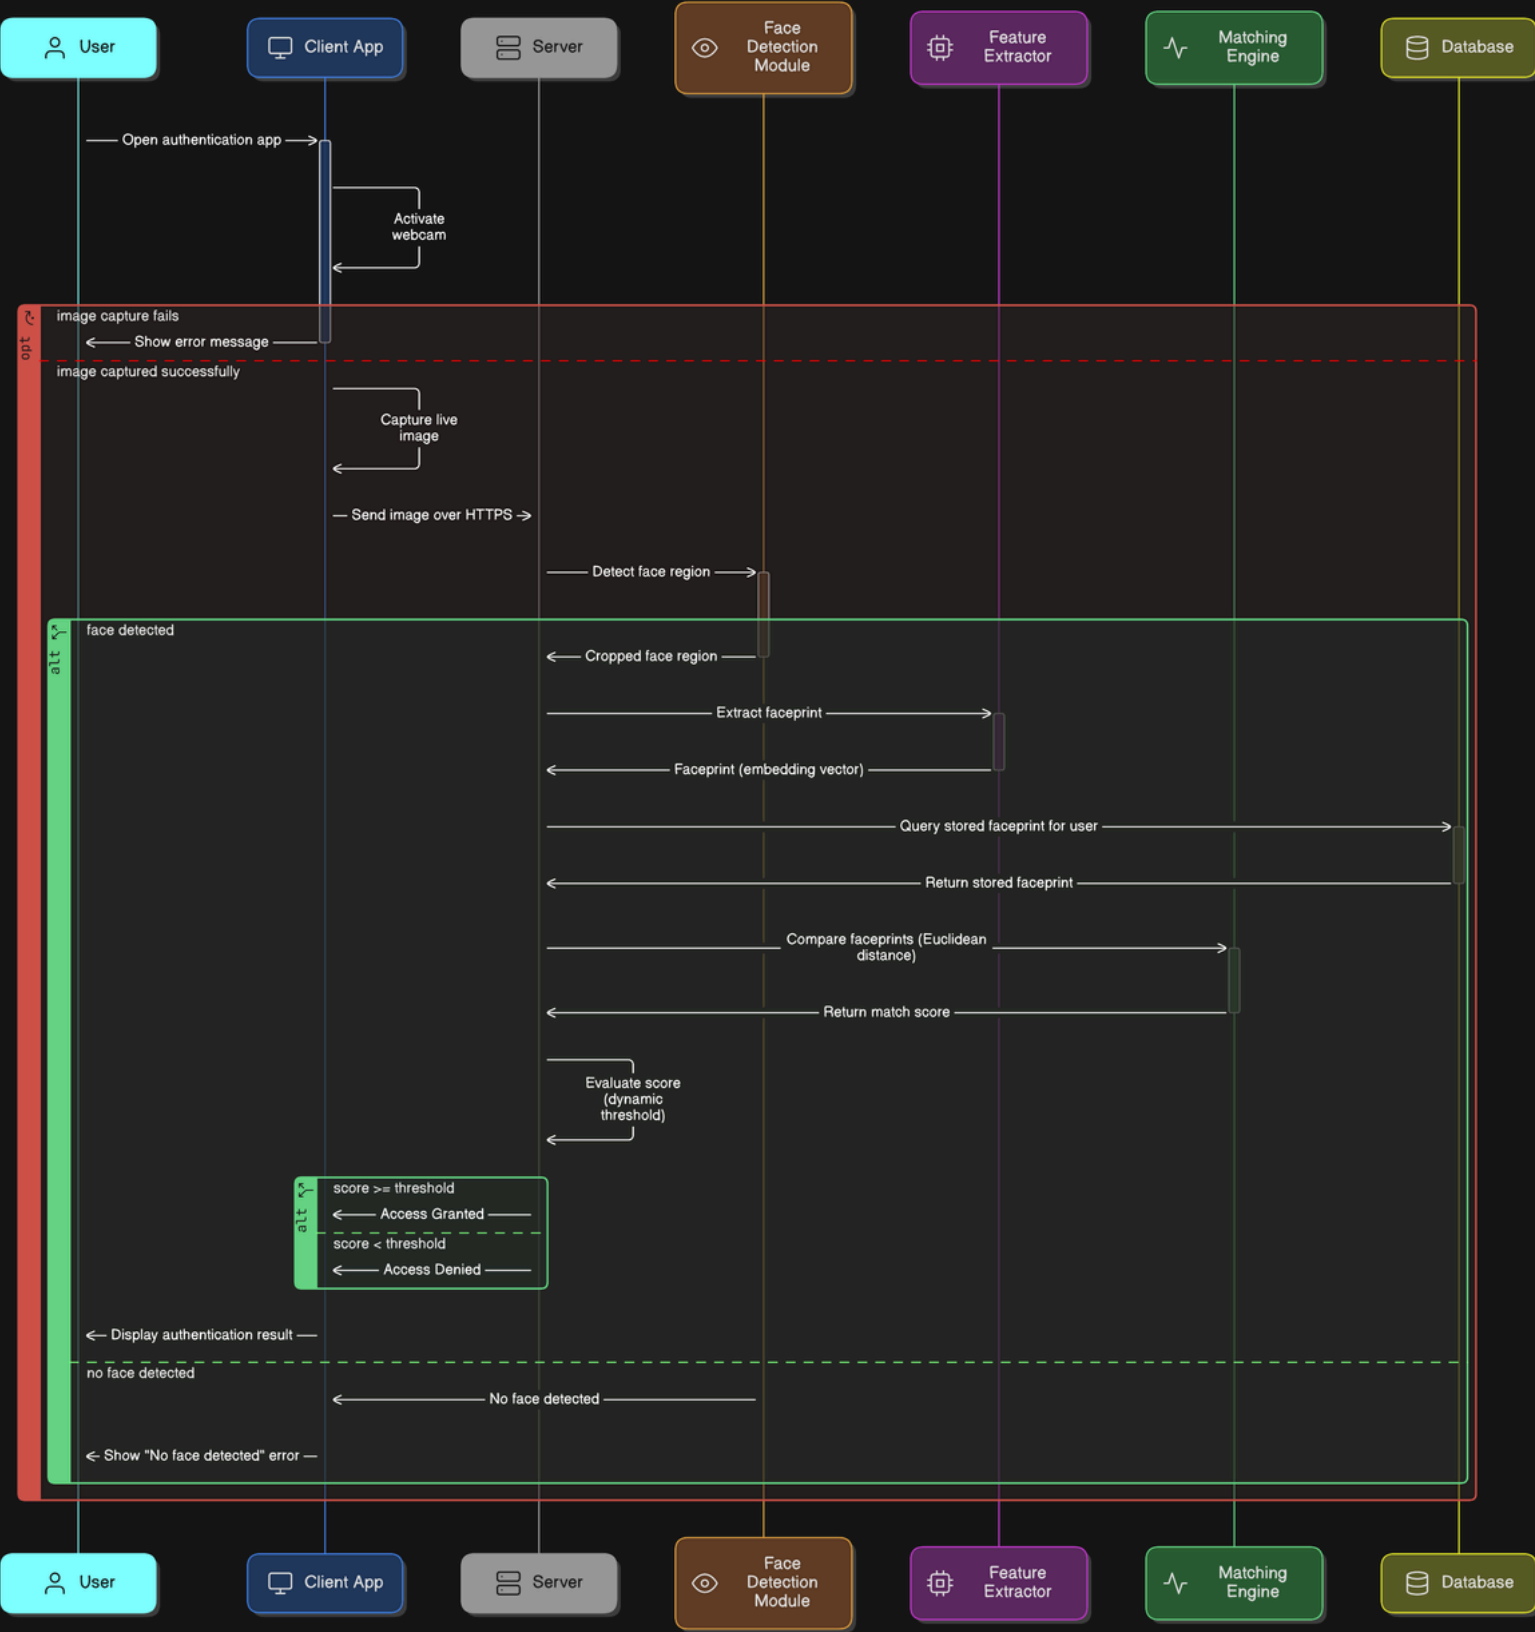 User
Client App
Server
Face
Detection
Module
Feature
Extractor
Matching
Engine
Database
Open authentication app
Activate
webcam
opt
image capture fails
Show error message
image captured successfully
Capture live
image
Send image over HTTPS
Detect face region
alt
face detected
Cropped face region
Extract faceprint
Faceprint (embedding vector)
Query stored faceprint for user
Return stored faceprint
Compare faceprints (Euclidean
distance)
Return match score
Evaluate score
(dynamic
threshold)
alt
score >= threshold
Access Granted
score < threshold
Access Denied
Display authentication result
no face detected
No face detected
Show "No face detected" error
User
Client App
Server
Face
Detection
Module
Feature
Extractor
Matching
Engine
Database